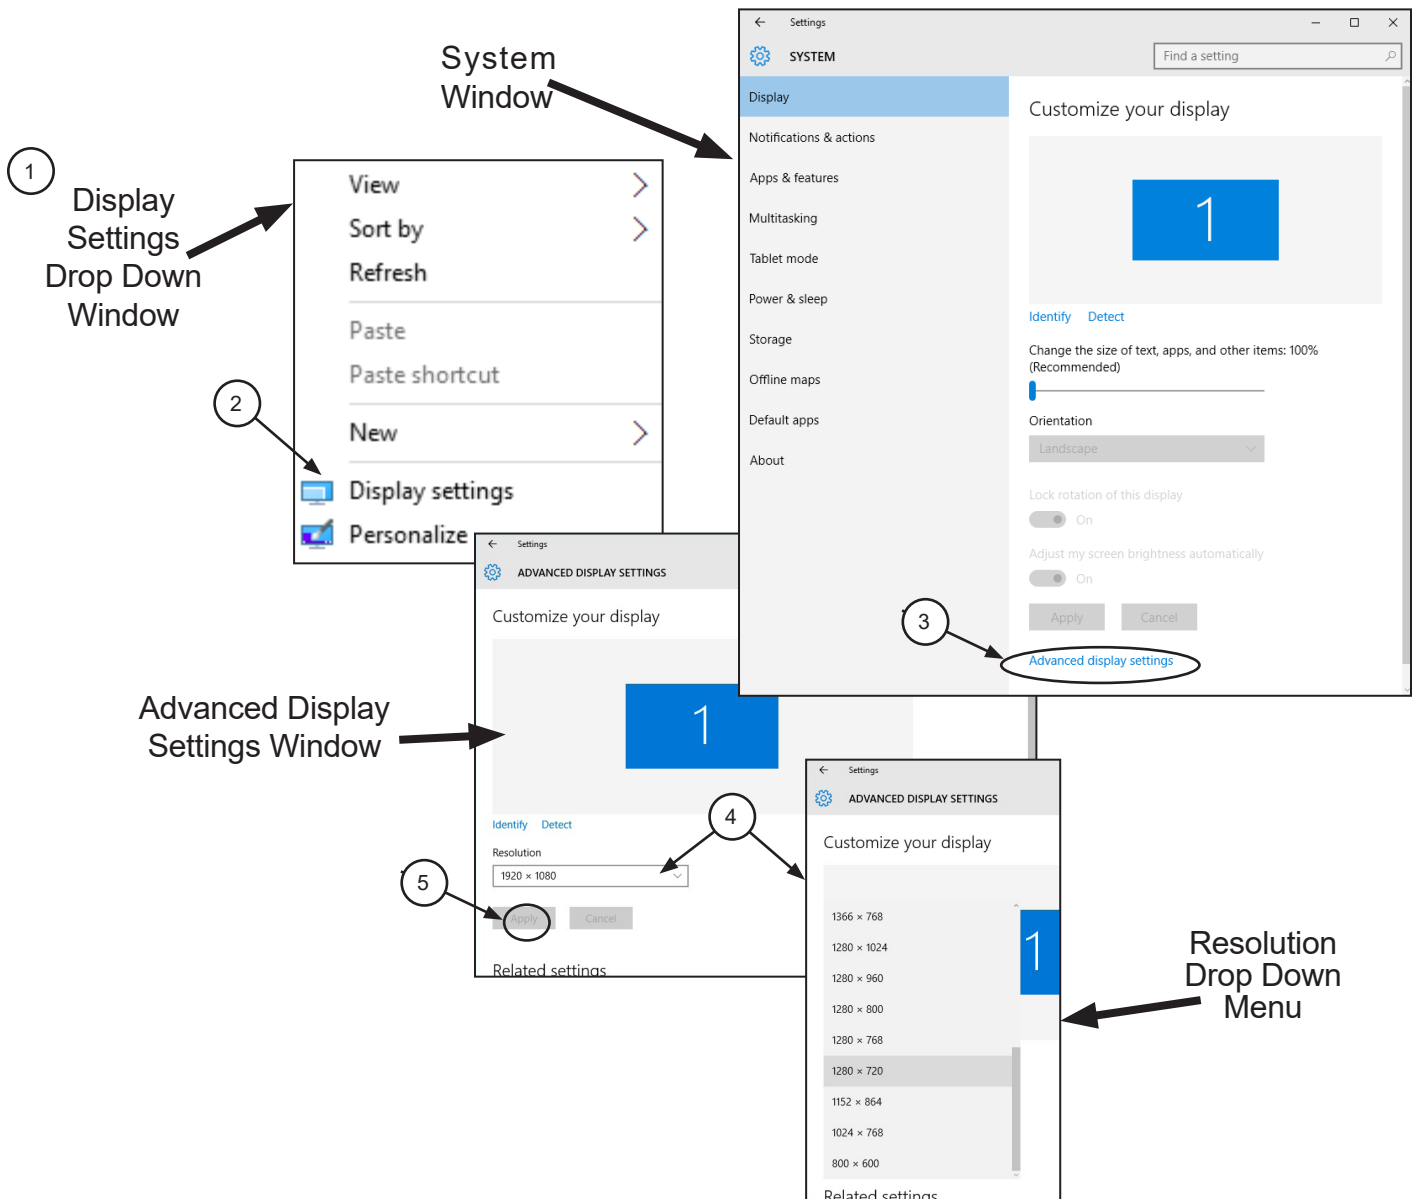 System
Window
1
Display
Settings
Drop Down
Window
View
Sort by
Refresh
Paste
Paste shortcut
New
2
Display settings
Personalize
Settings
SYSTEM
Find a setting
Display
Notifications & actions
Apps & features
Multitasking
Tablet mode
Power & sleep
Storage
Offline maps
Default apps
About
Customize your display
1
Identify Detect
Change the size of text, apps, and other items: 100%
(Recommended)
Orientation
Landscape
Lock rotation of this display
On
Adjust my screen brightness automatically
On
Apply Cancel
3
Advanced display settings
Advanced Display
Settings Window
Settings
ADVANCED DISPLAY SETTINGS
Customize your display
1
Identify Detect
Resolution
1920 × 1080
4
5
Apply Cancel
Related settings
Settings
ADVANCED DISPLAY SETTINGS
Customize your display
1
1366 × 768
1280 × 1024
1280 × 960
1280 × 800
1280 × 768
1280 × 720
1152 × 864
1024 × 768
800 × 600
Related settings
Resolution
Drop Down
Menu